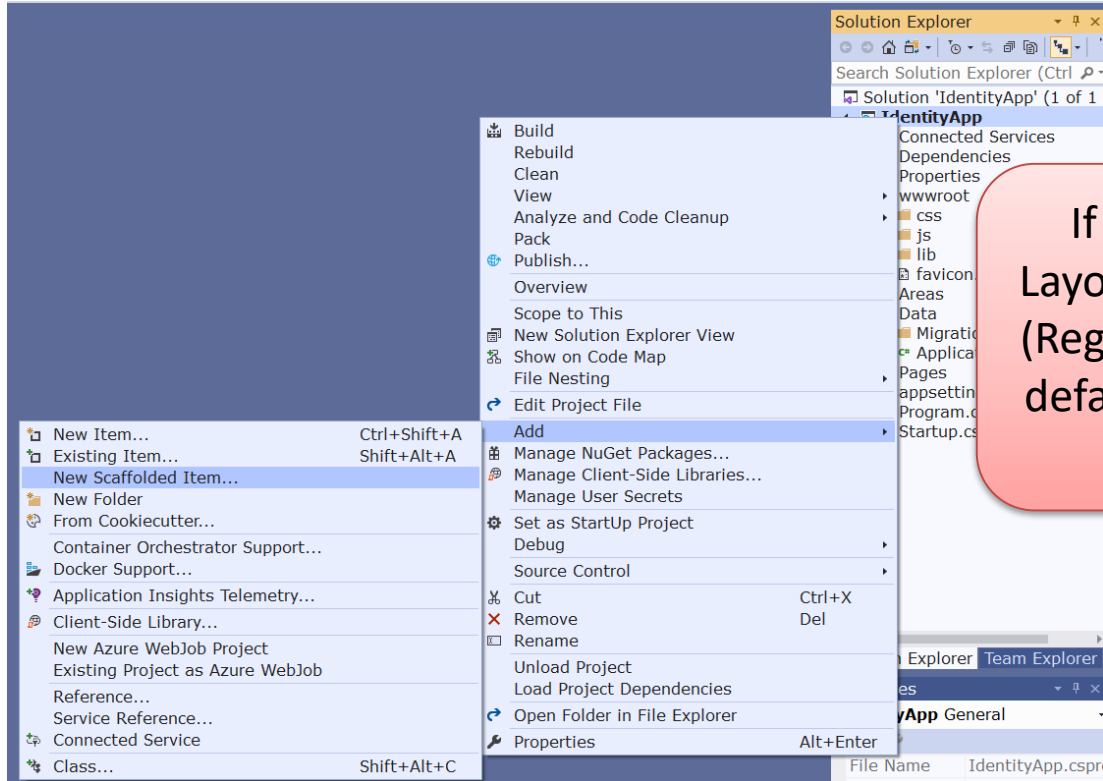 Solution Explorer
Search Solution Explorer (Ctrl
Solution 'IdentityApp' (1 of 1
IdentityApp
Connected Services
Dependencies
Properties
wwwroot
css
js
lib
favicon.
Areas
Data
Migratio
Applica
Pages
appsettin
Program.c
Startup.cs
If
Layo
(Reg
defa
Build
Rebuild
Clean
View
Analyze and Code Cleanup
Pack
Publish...
Overview
Scope to This
New Solution Explorer View
Show on Code Map
File Nesting
Edit Project File
Add
Manage NuGet Packages...
Manage Client-Side Libraries...
Manage User Secrets
Set as StartUp Project
Debug
Source Control
Cut Ctrl+X
Remove Del
Rename
Unload Project
Load Project Dependencies
Open Folder in File Explorer
Properties Alt+Enter
New Item... Ctrl+Shift+A
Existing Item... Shift+Alt+A
New Scaffolded Item...
New Folder
From Cookiecutter...
Container Orchestrator Support...
Docker Support...
Application Insights Telemetry...
Client-Side Library...
New Azure WebJob Project
Existing Project as Azure WebJob
Reference...
Service Reference...
Connected Service
Class... Shift+Alt+C
Explorer Team Explorer
es
yApp General
File Name IdentityApp.cspro